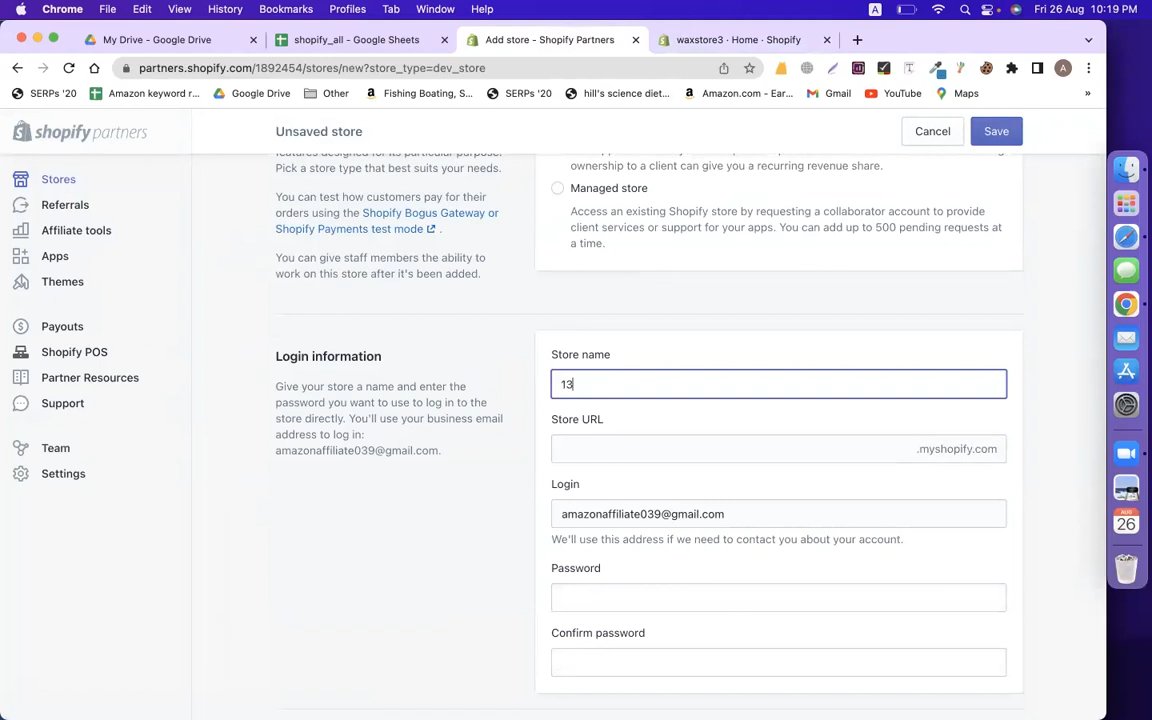 Chrome File Edit View History Bookmarks Profiles Tab Window Help A Fri 26 Aug 10:19 PM
My Drive - Google Drive shopify_all - Google Sheets Add store - Shopify Partners waxstore3 · Home · Shopify
partners.shopify.com/1892454/stores/new?store_type=dev_store A
SERPs '20 Amazon keyword r... Google Drive Other Fishing Boating, S... SERPs '20 hill's science diet... Amazon.com - Ear... Gmail YouTube Maps »
shopify partners Unsaved store Cancel Save
features designed for its particular purpose.
Pick a store type that best suits your needs.
You can test how customers pay for their
orders using the Shopify Bogus Gateway or
Shopify Payments test mode .
You can give staff members the ability to
work on this store after it's been added.
ownership to a client can give you a recurring revenue share.
Managed store
Access an existing Shopify store by requesting a collaborator account to provide
client services or support for your apps. You can add up to 500 pending requests at
a time.
Stores
Referrals
Affiliate tools
Apps
Themes
Payouts
Shopify POS
Partner Resources
Support
Team
Settings
Login information
Give your store a name and enter the
password you want to use to log in to the
store directly. You'll use your business email
address to log in:
amazonaffiliate039@gmail.com.
Store name
13
Store URL
.myshopify.com
Login
amazonaffiliate039@gmail.com
We'll use this address if we need to contact you about your account.
Password
Confirm password
AUG
26